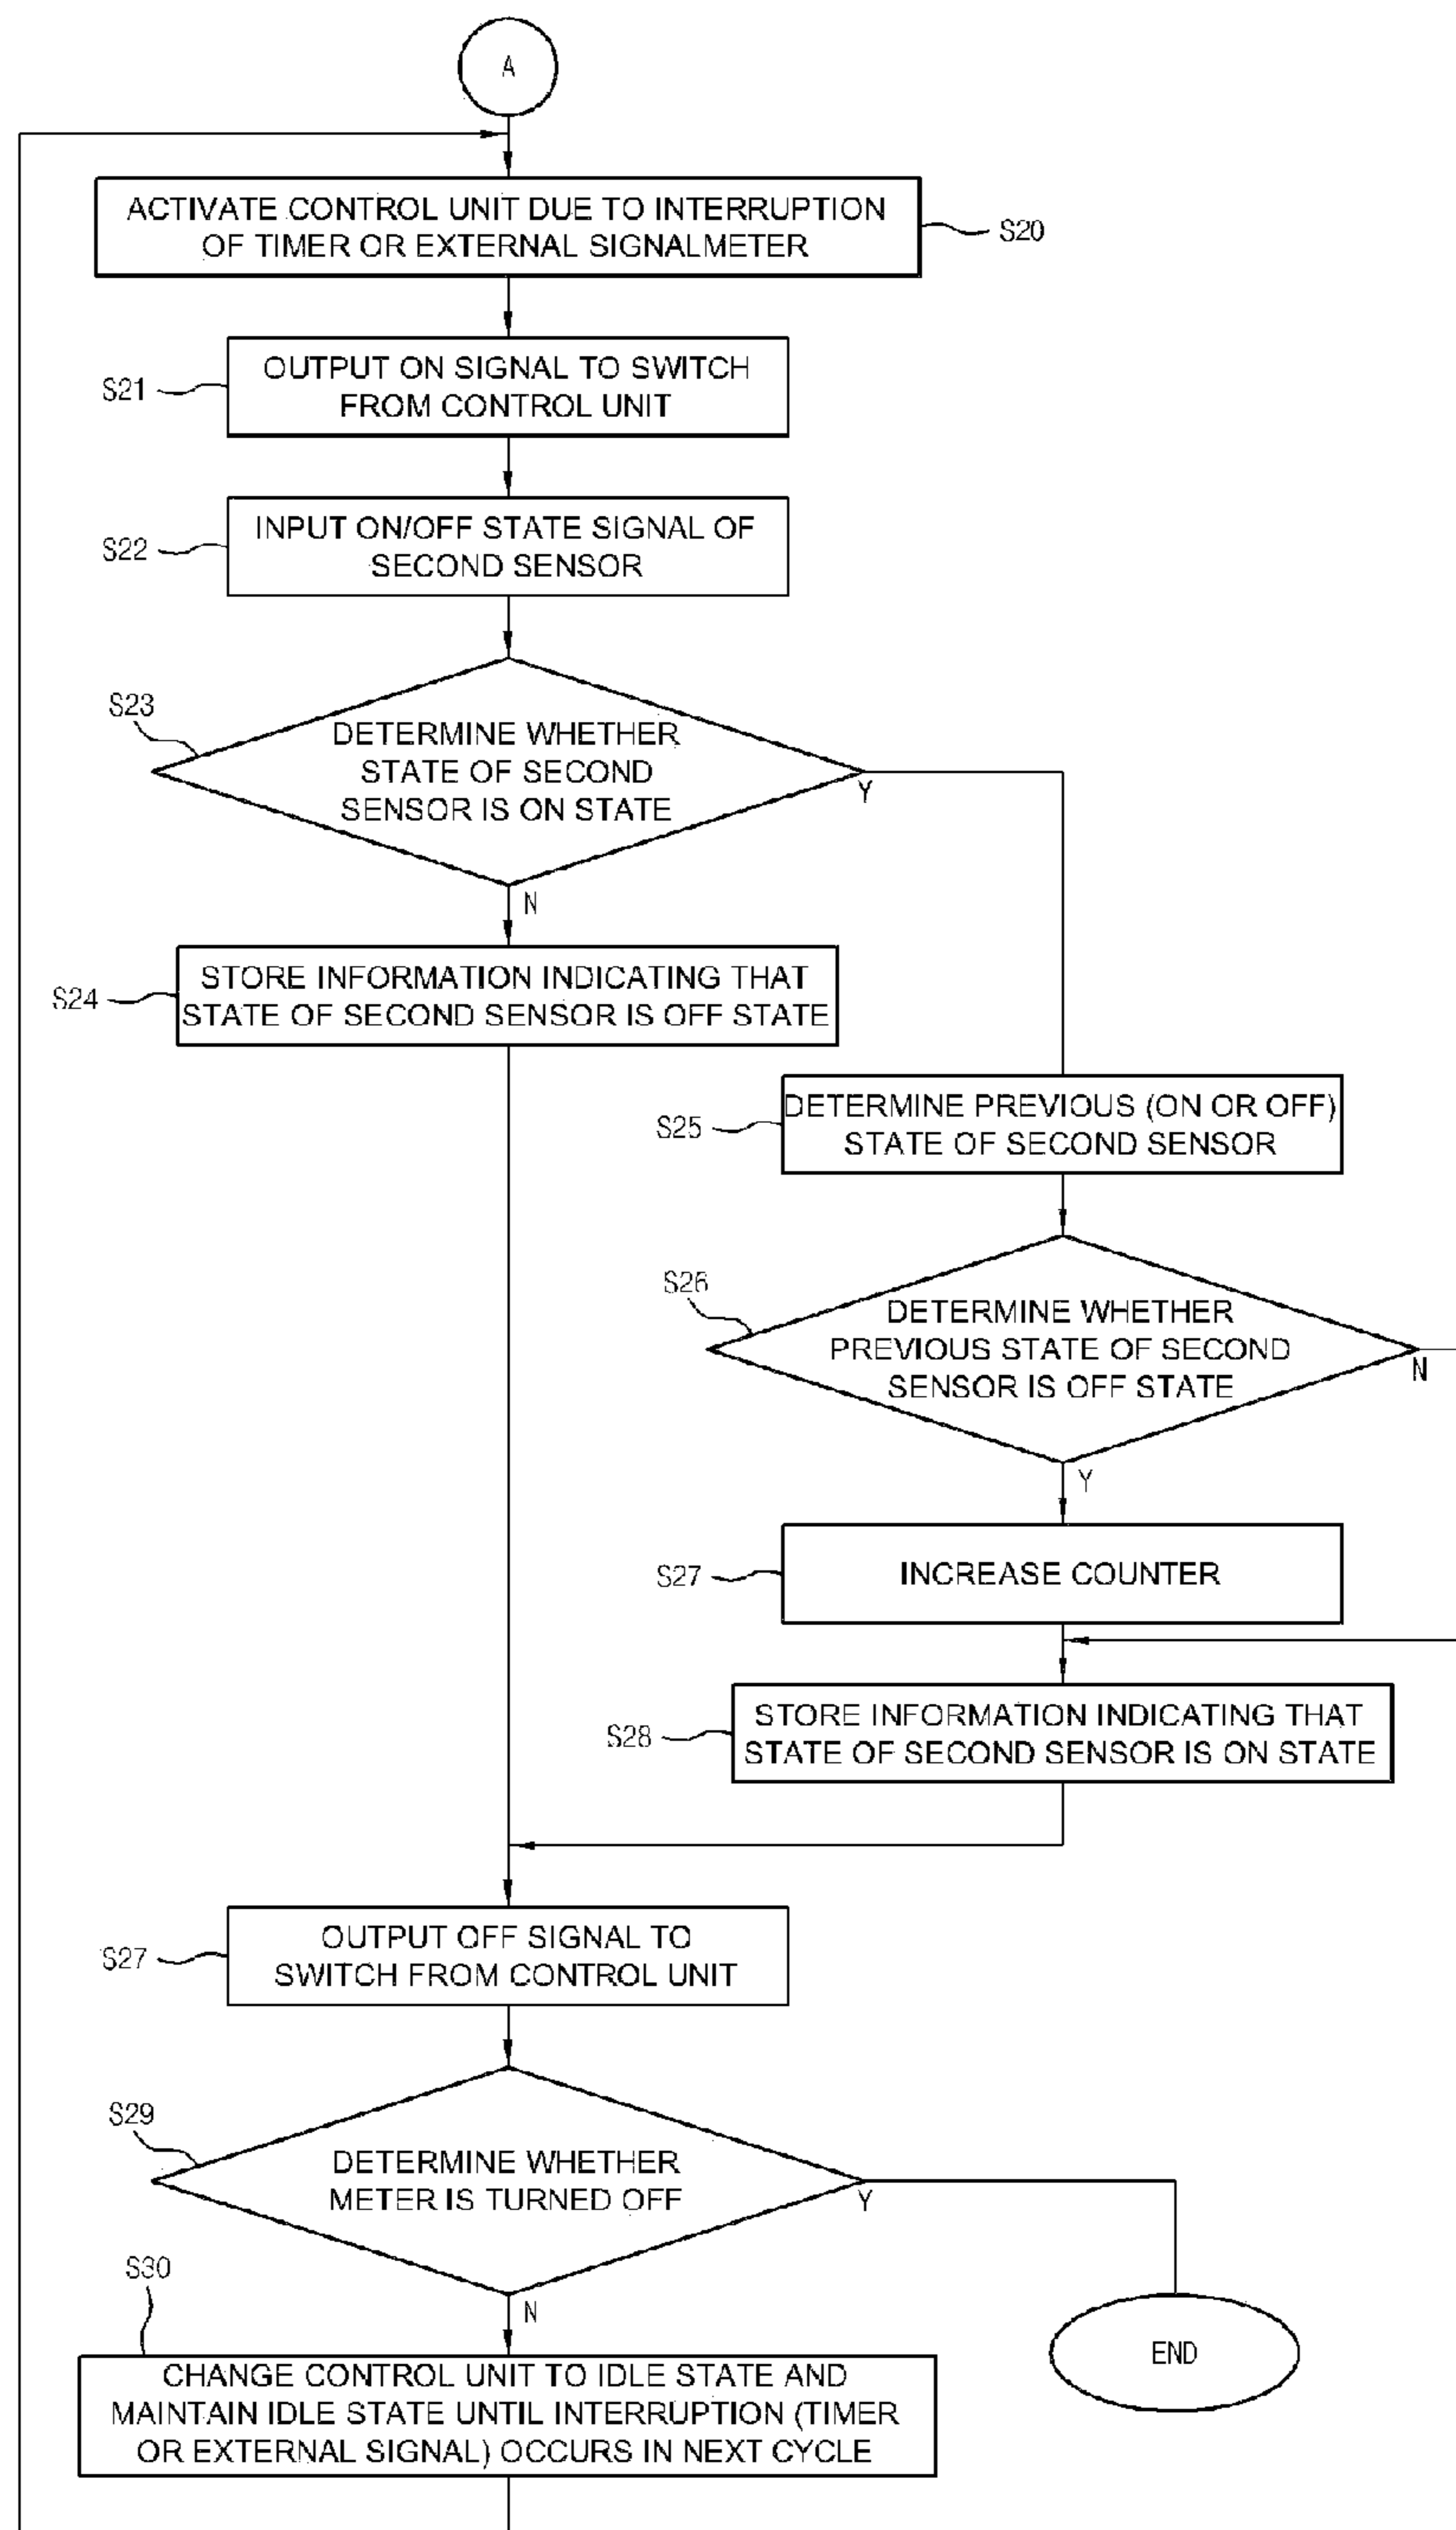 A
ACTIVATE CONTROL UNIT DUE TO INTERRUPTION
OF TIMER OR EXTERNAL SIGNALMETER
S20
OUTPUT ON SIGNAL TO SWITCH
FROM CONTROL UNIT
S21
INPUT ON/OFF STATE SIGNAL OF
SECOND SENSOR
S22
S23
DETERMINE WHETHER
STATE OF SECOND
SENSOR IS ON STATE
Y
N
STORE INFORMATION INDICATING THAT
STATE OF SECOND SENSOR IS OFF STATE
S24
DETERMINE PREVIOUS (ON OR OFF)
STATE OF SECOND SENSOR
S25
S26
DETERMINE WHETHER
PREVIOUS STATE OF SECOND
SENSOR IS OFF STATE
N
Y
S27
INCREASE COUNTER
STORE INFORMATION INDICATING THAT
STATE OF SECOND SENSOR IS ON STATE
S28
OUTPUT OFF SIGNAL TO
SWITCH FROM CONTROL UNIT
S27
S29
DETERMINE WHETHER
METER IS TURNED OFF
Y
N
S30
END
CHANGE CONTROL UNIT TO IDLE STATE AND
MAINTAIN IDLE STATE UNTIL INTERRUPTION (TIMER
OR EXTERNAL SIGNAL) OCCURS IN NEXT CYCLE